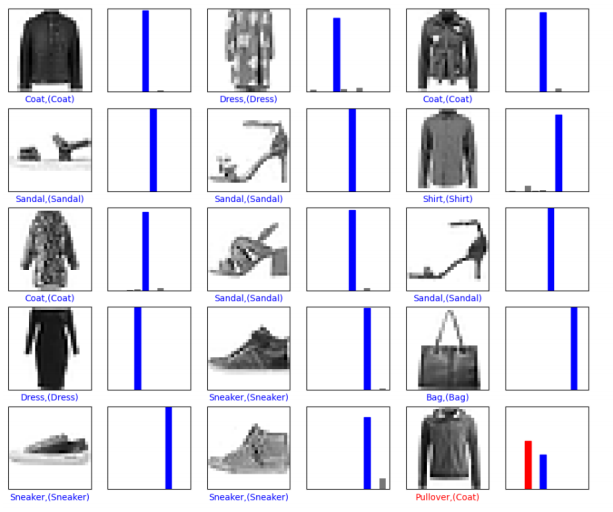 Coat,(Coat)
Dress,(Dress)
Coat,(Coat)
Sandal,(Sandal)
Sandal,(Sandal)
Shirt,(Shirt)
Coat,(Coat)
Sandal,(Sandal)
Sandal,(Sandal)
Dress,(Dress)
Sneaker,(Sneaker)
Bag,(Bag)
Sneaker,(Sneaker)
Sneaker,(Sneaker)
Pullover,(Coat)